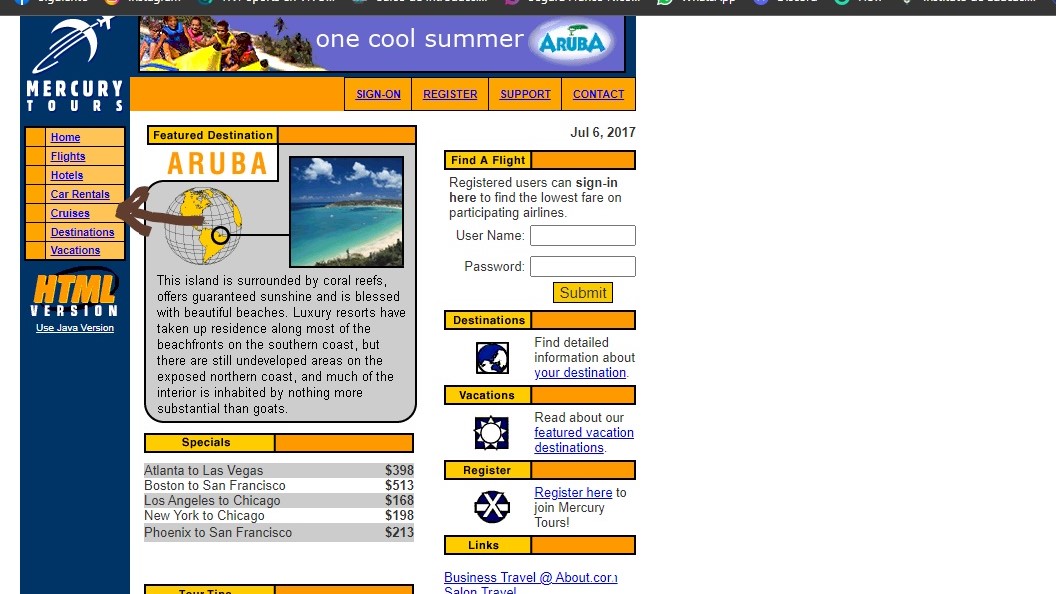 Instagram
WhatsApp
Discord
one cool summer ARUBA
MERCURY
TOURS
SIGN-ON REGISTER SUPPORT CONTACT
Home
Flights
Hotels
Car Rentals
Cruises
Destinations
Vacations
HTML
VERSION
Use Java Version
Featured Destination
ARUBA
This island is surrounded by coral reefs,
offers guaranteed sunshine and is blessed
with beautiful beaches. Luxury resorts have
taken up residence along most of the
beachfronts on the southern coast, but
there are still undeveloped areas on the
exposed northern coast, and much of the
interior is inhabited by nothing more
substantial than goats.
Specials
Atlanta to Las Vegas $398
Boston to San Francisco $513
Los Angeles to Chicago $168
New York to Chicago $198
Phoenix to San Francisco $213
Tour Tips
Jul 6, 2017
Find A Flight
Registered users can sign-in
here to find the lowest fare on
participating airlines.
User Name:
Password:
Submit
Destinations
Find detailed
information about
your destination.
Vacations
Read about our
featured vacation
destinations.
Register
Register here to
join Mercury
Tours!
Links
Business Travel @ About.com
Salon Travel